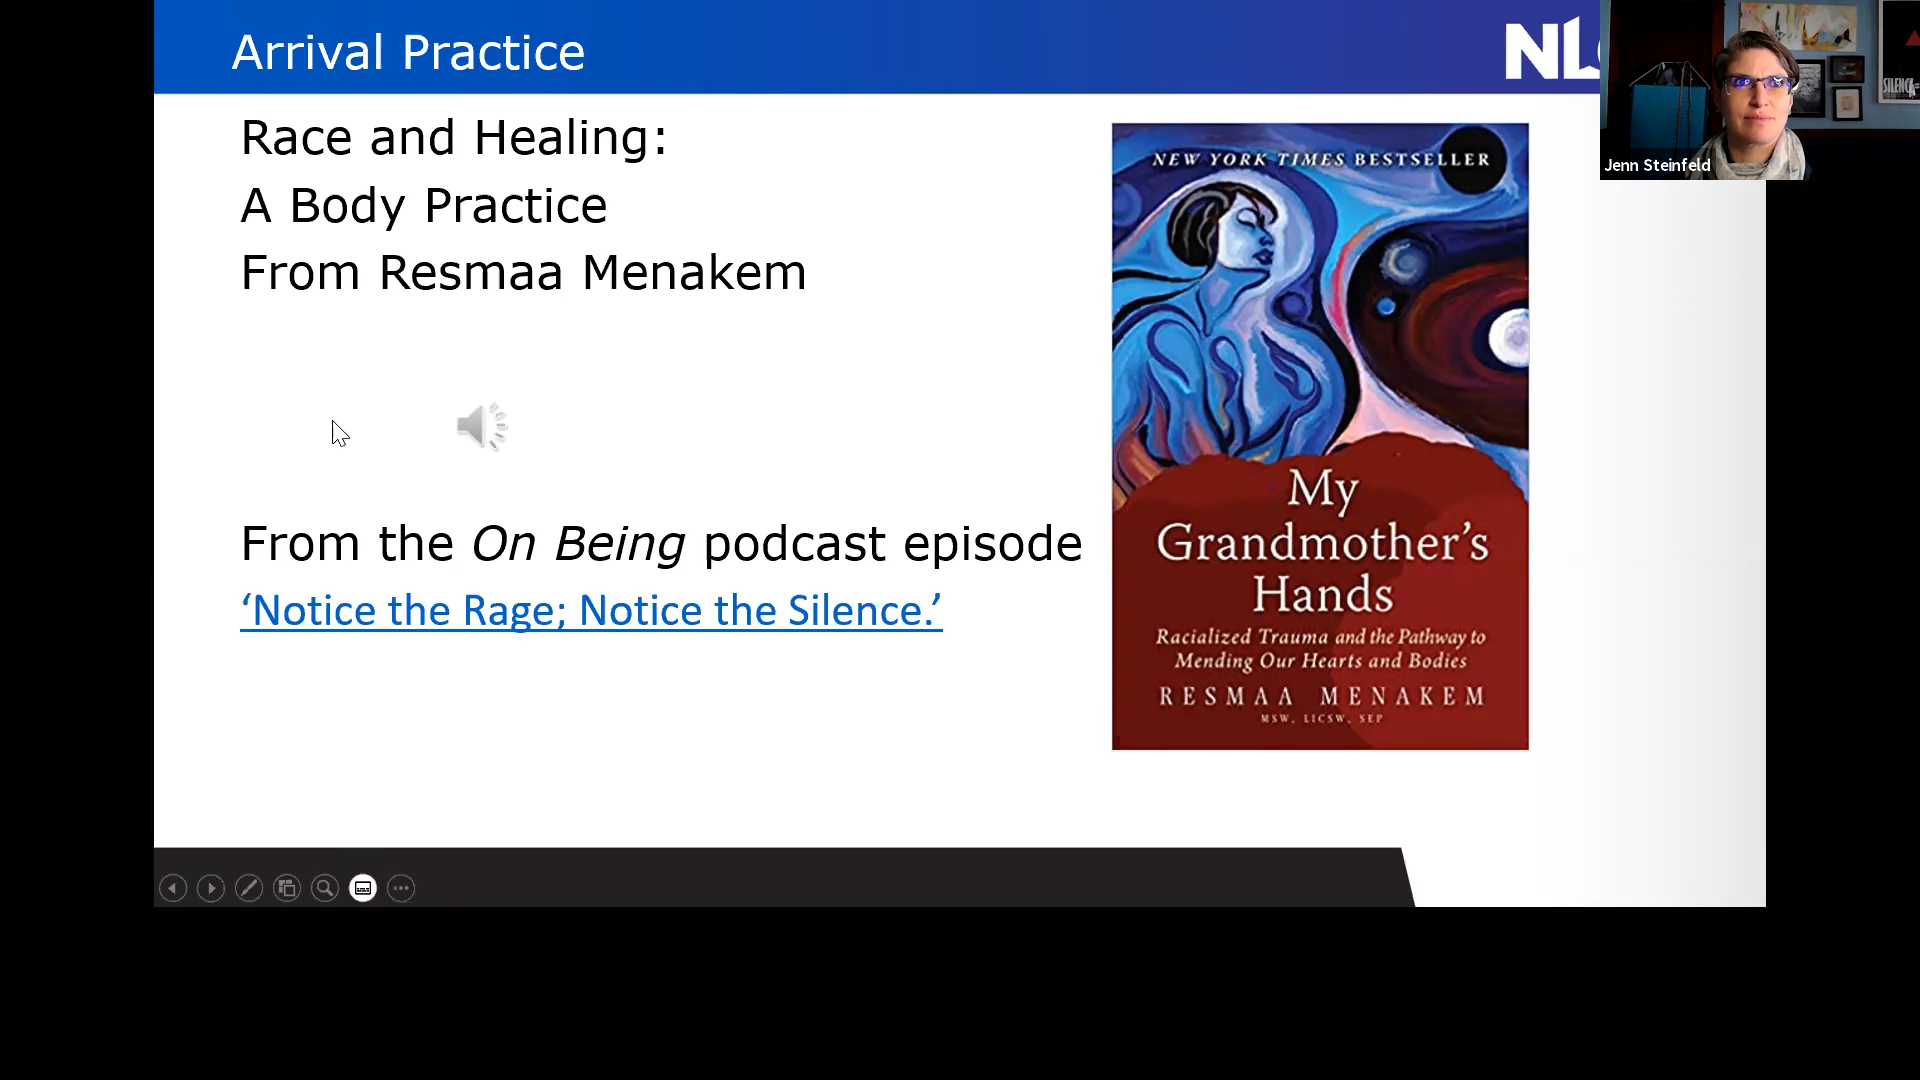 Arrival Practice
NL
Race and Healing:
A Body Practice
From Resmaa Menakem
From the On Being podcast episode
‘Notice the Rage; Notice the Silence.’
NEW YORK TIMES BESTSELLER
My
Grandmother’s
Hands
Racialized Trauma and the Pathway to
Mending Our Hearts and Bodies
RESMAA MENAKEM
MSW, LICSW, SEP
Jenn Steinfeld